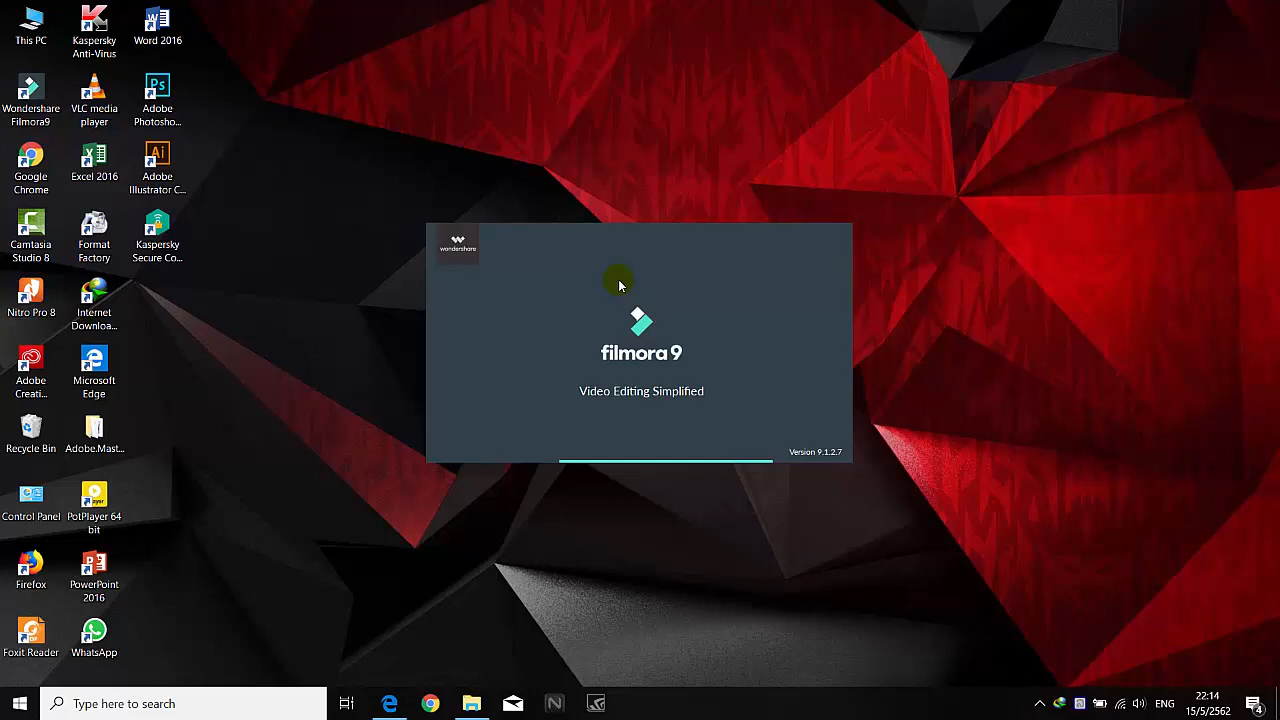 This PC
Kaspersky
Anti-Virus
Word 2016
Wondershare
Filmora9
VLC media
player
Adobe
Photosho...
Google
Chrome
Excel 2016
Adobe
Illustrator C...
Camtasia
Studio 8
Format
Factory
Kaspersky
Secure Co...
Nitro Pro 8
Internet
Downloa...
Adobe
Creati...
Microsoft
Edge
Recycle Bin
Adobe.Mast...
Control Panel
PotPlayer 64
bit
Firefox
PowerPoint
2016
Foxit Reader
WhatsApp
wondershare
filmora 9
Video Editing Simplified
Version 9.1.2.7
Type here to search
ENG
22:14
15/5/2562
4